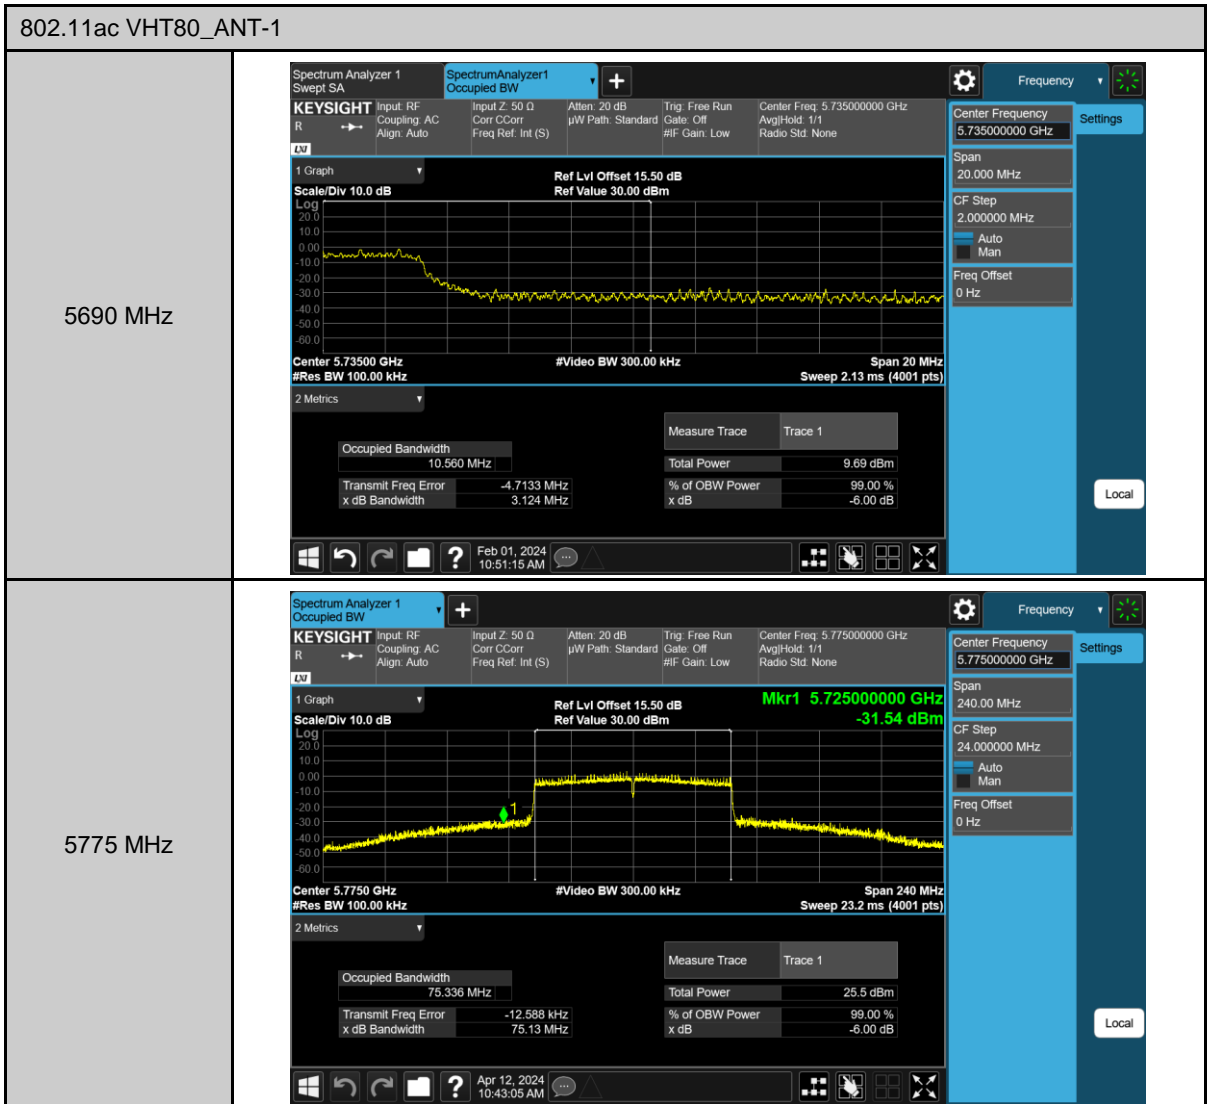 802.11ac VHT80_ANT-1
5690 MHz
Spectrum Analyzer 1
Swept SA
SpectrumAnalyzer1
Occupied BW
Frequency
KEYSIGHT
R
LXI
Input: RF
Coupling: AC
Align: Auto
Input Z: 50 Ω
Corr CCorr
Freq Ref: Int (S)
Atten: 20 dB
µW Path: Standard
Trig: Free Run
Gate: Off
#IF Gain: Low
Center Freq: 5.735000000 GHz
Avg|Hold: 1/1
Radio Std: None
Center Frequency
5.735000000 GHz
Settings
Span
20.000 MHz
CF Step
2.000000 MHz
Auto
Man
Freq Offset
0 Hz
1 Graph
Scale/Div 10.0 dB
Ref Lvl Offset 15.50 dB
Ref Value 30.00 dBm
Log
20.0
10.0
0.00
-10.0
-20.0
-30.0
-40.0
-50.0
-60.0
Center 5.73500 GHz
#Video BW 300.00 kHz
Span 20 MHz
#Res BW 100.00 kHz
Sweep 2.13 ms (4001 pts)
2 Metrics
Measure Trace
Trace 1
Occupied Bandwidth
10.560 MHz
Total Power
9.69 dBm
Transmit Freq Error
-4.7133 MHz
% of OBW Power
99.00 %
x dB Bandwidth
3.124 MHz
x dB
-6.00 dB
Local
?
Feb 01, 2024
10:51:15 AM
5775 MHz
Spectrum Analyzer 1
Occupied BW
Frequency
KEYSIGHT
R
LXI
Input: RF
Coupling: AC
Align: Auto
Input Z: 50 Ω
Corr CCorr
Freq Ref: Int (S)
Atten: 20 dB
µW Path: Standard
Trig: Free Run
Gate: Off
#IF Gain: Low
Center Freq: 5.775000000 GHz
Avg|Hold: 1/1
Radio Std: None
Center Frequency
5.775000000 GHz
Settings
Span
240.00 MHz
CF Step
24.000000 MHz
Auto
Man
Freq Offset
0 Hz
1 Graph
Scale/Div 10.0 dB
Ref Lvl Offset 15.50 dB
Ref Value 30.00 dBm
Mkr1 5.725000000 GHz
-31.54 dBm
Log
20.0
10.0
0.00
-10.0
-20.0
-30.0
-40.0
-50.0
-60.0
1
Center 5.7750 GHz
#Video BW 300.00 kHz
Span 240 MHz
#Res BW 100.00 kHz
Sweep 23.2 ms (4001 pts)
2 Metrics
Measure Trace
Trace 1
Occupied Bandwidth
75.336 MHz
Total Power
25.5 dBm
Transmit Freq Error
-12.588 kHz
% of OBW Power
99.00 %
x dB Bandwidth
75.13 MHz
x dB
-6.00 dB
Local
?
Apr 12, 2024
10:43:05 AM